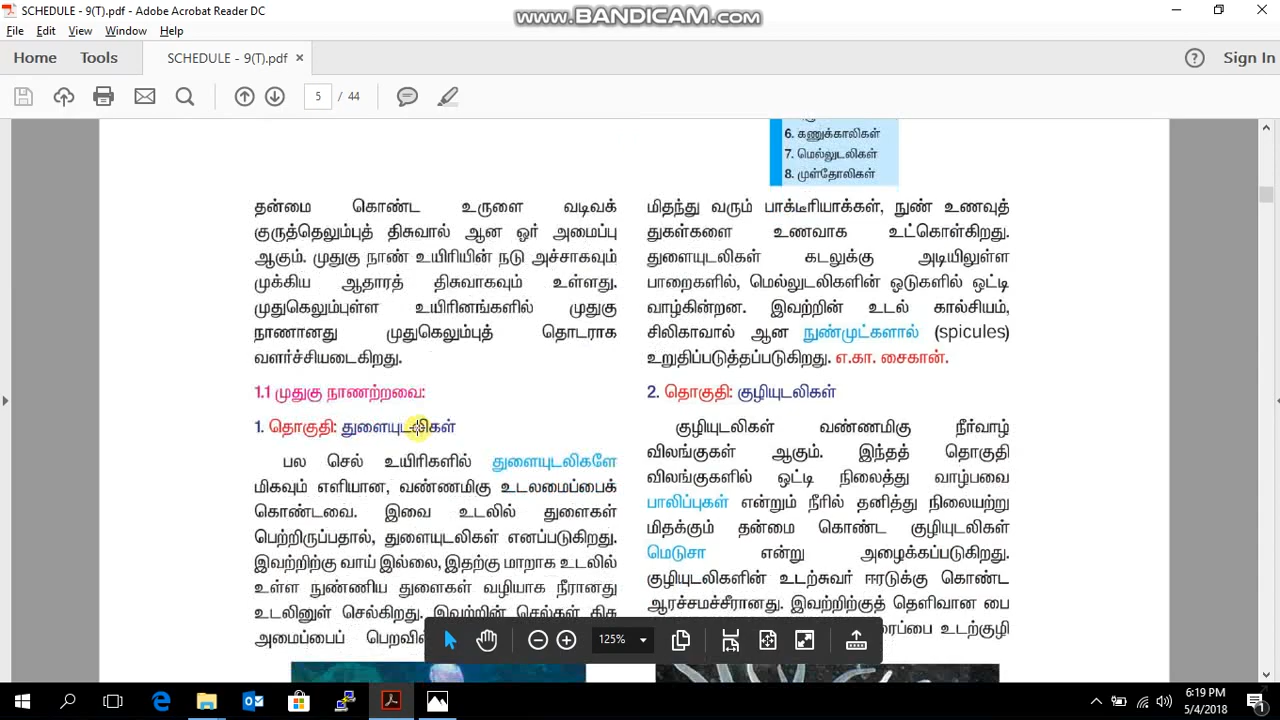 SCHEDULE - 9(T).pdf - Adobe Acrobat Reader DC
www.BANDICAM.com
File Edit View Window Help
Home Tools SCHEDULE - 9(T).pdf × Sign In
5 / 44
6. கணுக்காலிகள்
7. மெல்லுடலிகள்
8. முள்தோலிகள்
தன்மை கொண்ட உருளை வடிவக்
குருத்தெலும்புத் திசுவால் ஆன ஓர் அமைப்பு
ஆகும். முதுகு நாண் உயிரியின் நடு அச்சாகவும்
முக்கிய ஆதாரத் திசுவாகவும் உள்ளது.
முதுகெலும்புள்ள உயிரினங்களில் முதுகு
நாணானது முதுகெலும்புத் தொடராக
வளர்ச்சியடைகிறது.
1.1 முதுகு நாணற்றவை:
1. தொகுதி: துளையுடலிகள்
பல செல் உயிரிகளில் துளையுடலிகளே
மிகவும் எளியான, வண்ணமிகு உடலமைப்பைக்
கொண்டவை. இவை உடலில் துளைகள்
பெற்றிருப்பதால், துளையுடலிகள் எனப்படுகிறது.
இவற்றிற்கு வாய் இல்லை, இதற்கு மாறாக உடலில்
உள்ள நுண்ணிய துளைகள் வழியாக நீரானது
உடலினுள் செல்கிறது. இவற்றின் செல்கள் திசு
அமைப்பைப்
மிதந்து வரும் பாக்டீரியாக்கள், நுண் உணவுத்
துகள்களை உணவாக உட்கொள்கிறது.
துளையுடலிகள் கடலுக்கு அடியிலுள்ள
பாறைகளில், மெல்லுடலிகளின் ஓடுகளில் ஒட்டி
வாழ்கின்றன. இவற்றின் உடல் கால்சியம்,
சிலிகாவால் ஆன நுண்முட்களால் (spicules)
உறுதிப்படுத்தப்படுகிறது. எ.கா. சைகான்.
2. தொகுதி: குழியுடலிகள்
குழியுடலிகள் வண்ணமிகு நீர்வாழ்
விலங்குகள் ஆகும். இந்தத் தொகுதி
விலங்குகளில் ஒட்டி நிலைத்து வாழ்பவை
பாலிப்புகள் என்றும் நீரில் தனித்து நிலையற்று
மிதக்கும் தன்மை கொண்ட குழியுடலிகள்
மெடுசா என்று அழைக்கப்படுகிறது.
குழியுடலிகளின் உடற்சுவர் ஈரடுக்கு கொண்ட
ஆரச்சமச்சீரானது. இவற்றிற்குத் தெளிவான பை
உடற்குழி
125%
6:19 PM
5/4/2018